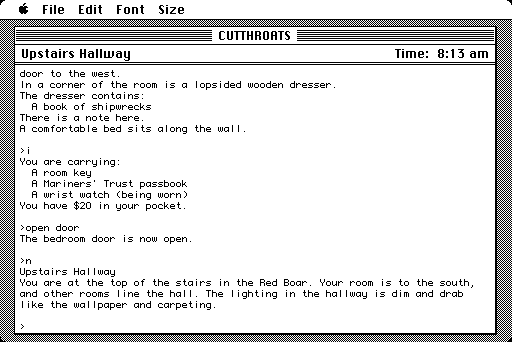 File Edit Font Size
CUTTHROATS
Upstairs Hallway Time: 8:13 am
door to the west.
In a corner of the room is a lopsided wooden dresser.
The dresser contains:
A book of shipwrecks
There is a note here.
A comfortable bed sits along the wall.
>i
You are carrying:
A room key
A Mariners' Trust passbook
A wrist watch (being worn)
You have $20 in your pocket.
>open door
The bedroom door is now open.
>n
Upstairs Hallway
You are at the top of the stairs in the Red Boar. Your room is to the south,
and other rooms line the hall. The lighting in the hallway is dim and drab
like the wallpaper and carpeting.
>